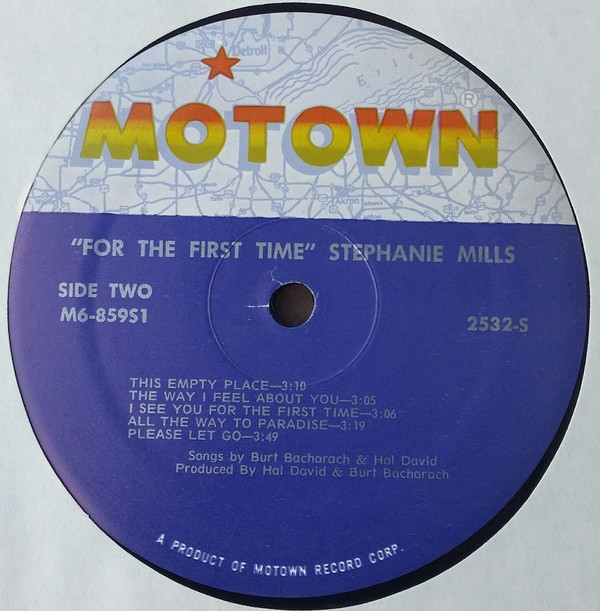 Detroit
Erie
MOTOWN
®
Akron
"FOR THE FIRST TIME" STEPHANIE MILLS
SIDE TWO
M6-859S1
2532-S
THIS EMPTY PLACE—3:10
THE WAY I FEEL ABOUT YOU—3:05
I SEE YOU FOR THE FIRST TIME—3:06
ALL THE WAY TO PARADISE—3:19
PLEASE LET GO—3:49
Songs by Burt Bacharach & Hal David
Produced By Hal David & Burt Bacharach
A PRODUCT OF MOTOWN RECORD CORP.